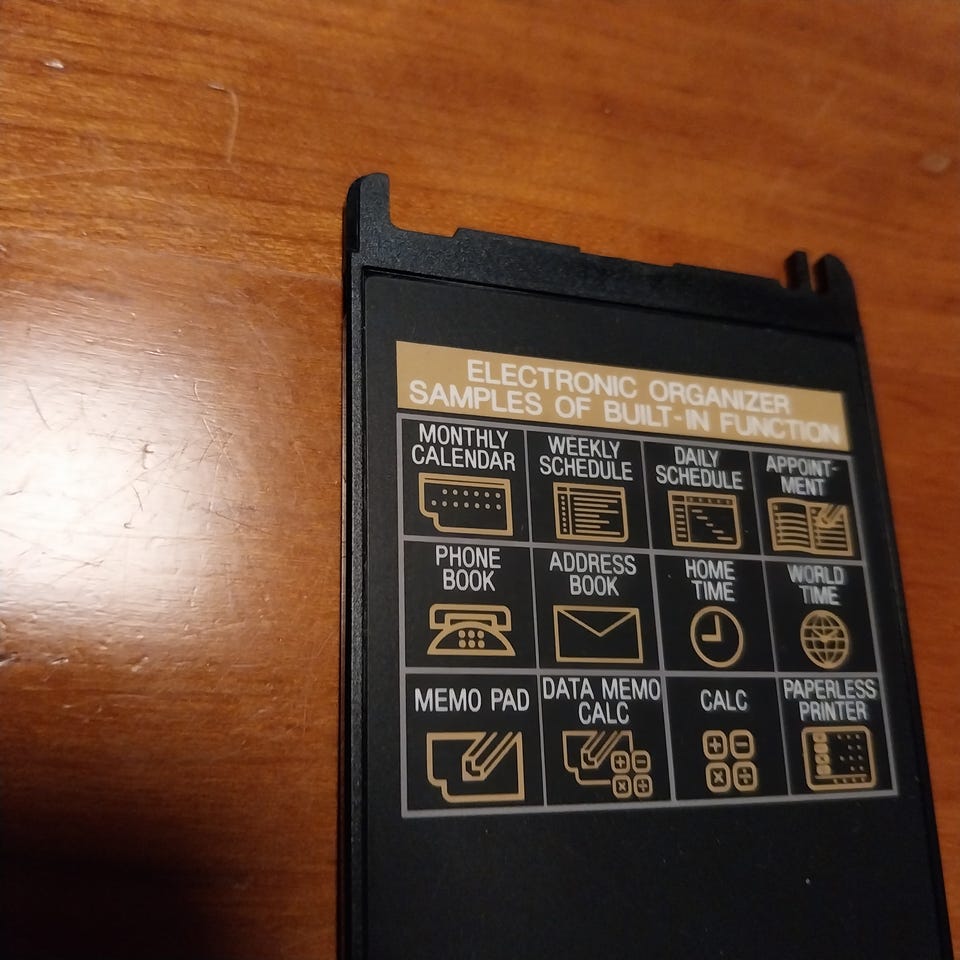 ELECTRONIC ORGANIZER
SAMPLES OF BUILT-IN FUNCTION
MONTHLY
CALENDAR
WEEKLY
SCHEDULE
DAILY
SCHEDULE
APPOINT-
MENT
PHONE
BOOK
ADDRESS
BOOK
HOME
TIME
WORLD
TIME
MEMO PAD
DATA MEMO
CALC
CALC
PAPERLESS
PRINTER